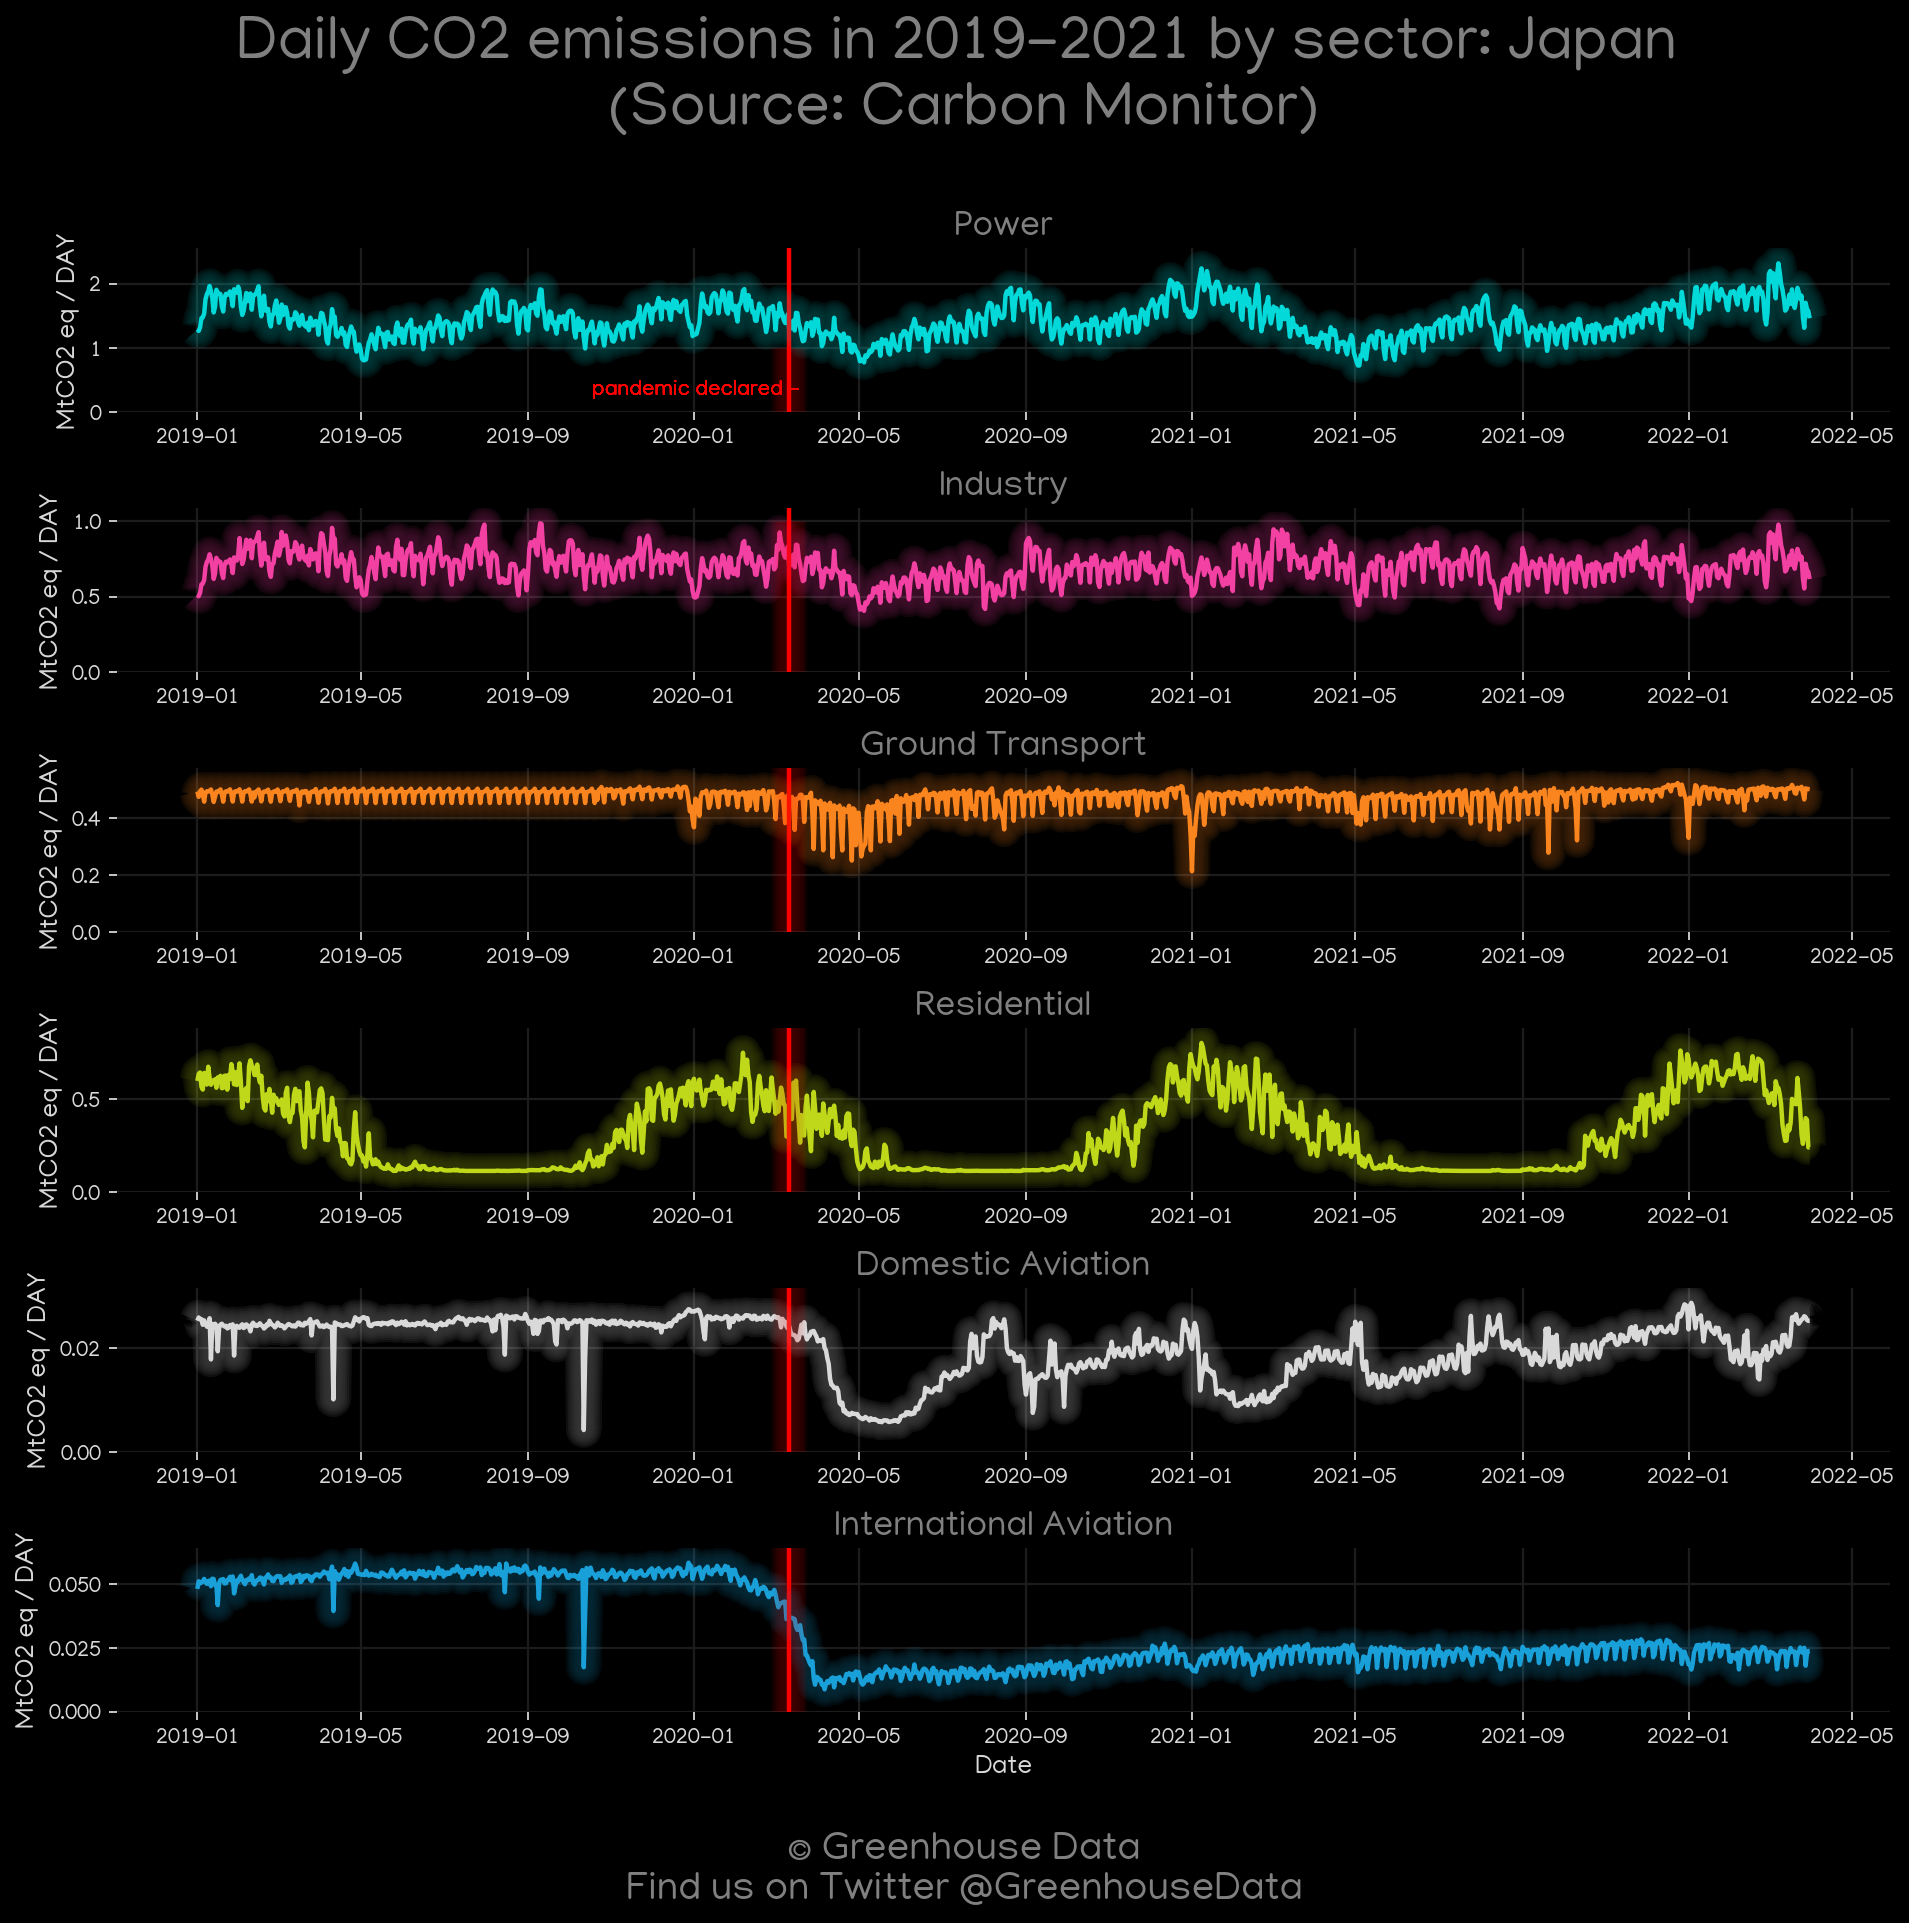 Daily CO2 emissions in 2019-2021 by sector: Japan
(Source: Carbon Monitor)
Power
MtCO2 eq / DAY
2
1
0
pandemic declared -
2019-01 2019-05 2019-09 2020-01 2020-05 2020-09 2021-01 2021-05 2021-09 2022-01 2022-05
Industry
MtCO2 eq / DAY
1.0
0.5
0.0
2019-01 2019-05 2019-09 2020-01 2020-05 2020-09 2021-01 2021-05 2021-09 2022-01 2022-05
Ground Transport
MtCO2 eq / DAY
0.4
0.2
0.0
2019-01 2019-05 2019-09 2020-01 2020-05 2020-09 2021-01 2021-05 2021-09 2022-01 2022-05
Residential
MtCO2 eq / DAY
0.5
0.0
2019-01 2019-05 2019-09 2020-01 2020-05 2020-09 2021-01 2021-05 2021-09 2022-01 2022-05
Domestic Aviation
MtCO2 eq / DAY
0.02
0.00
2019-01 2019-05 2019-09 2020-01 2020-05 2020-09 2021-01 2021-05 2021-09 2022-01 2022-05
International Aviation
MtCO2 eq / DAY
0.050
0.025
0.000
2019-01 2019-05 2019-09 2020-01 2020-05 2020-09 2021-01 2021-05 2021-09 2022-01 2022-05
Date
© Greenhouse Data
Find us on Twitter @GreenhouseData